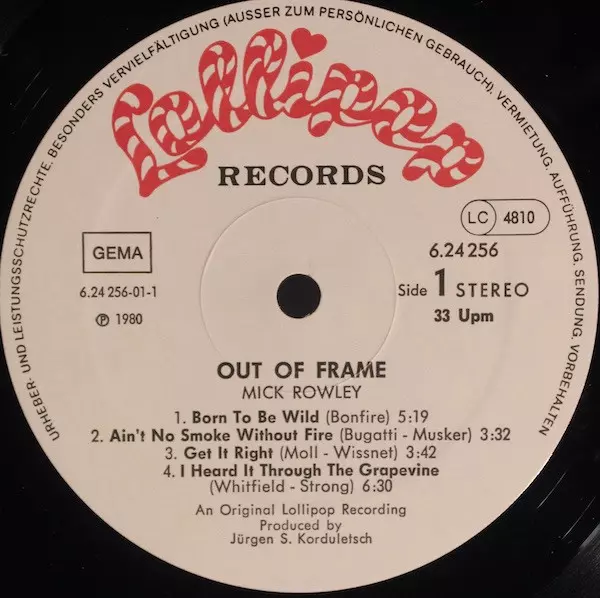 URHEBER- UND LEISTUNGSSCHUTZRECHTE. BESONDERS VERVIELFÄLTIGUNG (AUSSER ZUM PERSÖNLICHEN GEBRAUCH). VERMIETUNG. AUFFÜHRUNG. SENDUNG. VORBEHALTEN
Lollipop
RECORDS
LC 4810
GEMA
6.24 256
6.24 256-01-1
Side 1 STEREO
℗ 1980
33 Upm
OUT OF FRAME
MICK ROWLEY
1. Born To Be Wild (Bonfire) 5:19
2. Ain't No Smoke Without Fire (Bugatti - Musker) 3:32
3. Get It Right (Moll - Wissnet) 3:42
4. I Heard It Through The Grapevine
(Whitfield - Strong) 6:30
An Original Lollipop Recording
Produced by
Jürgen S. Korduletsch